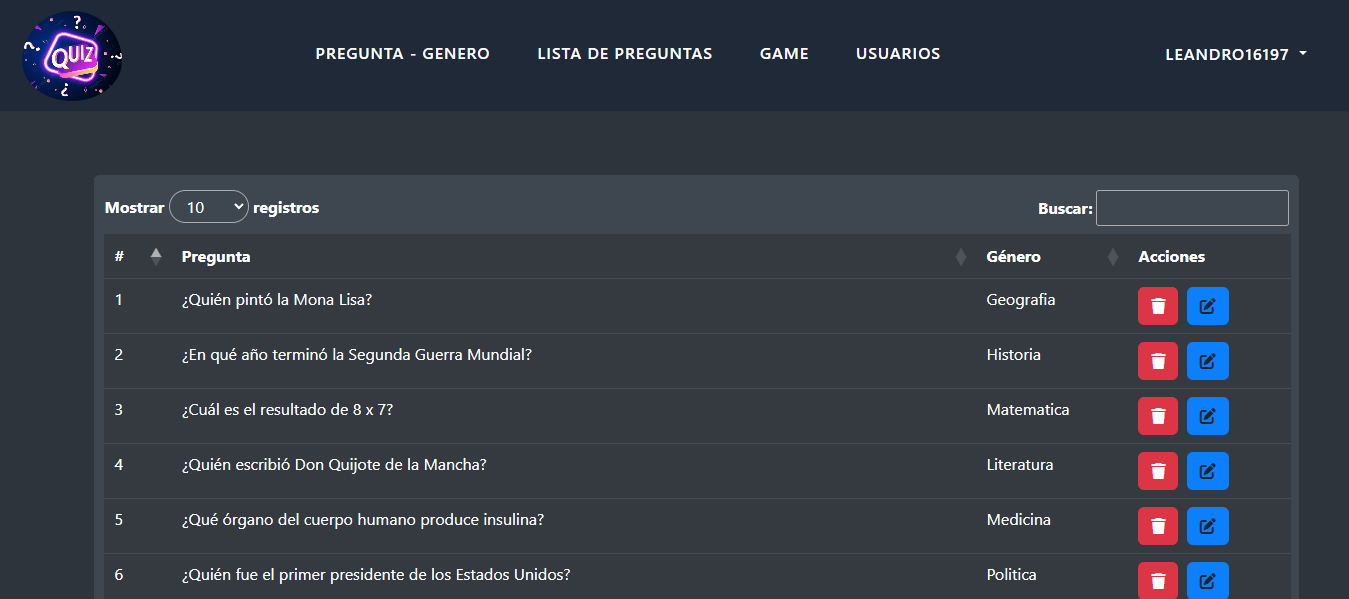 QUIZ
PREGUNTA - GENERO LISTA DE PREGUNTAS GAME USUARIOS LEANDRO16197
Mostrar 10 registros Buscar:
# Pregunta Género Acciones
1 ¿Quién pintó la Mona Lisa? Geografia
2 ¿En qué año terminó la Segunda Guerra Mundial? Historia
3 ¿Cuál es el resultado de 8 x 7? Matematica
4 ¿Quién escribió Don Quijote de la Mancha? Literatura
5 ¿Qué órgano del cuerpo humano produce insulina? Medicina
6 ¿Quién fue el primer presidente de los Estados Unidos? Politica